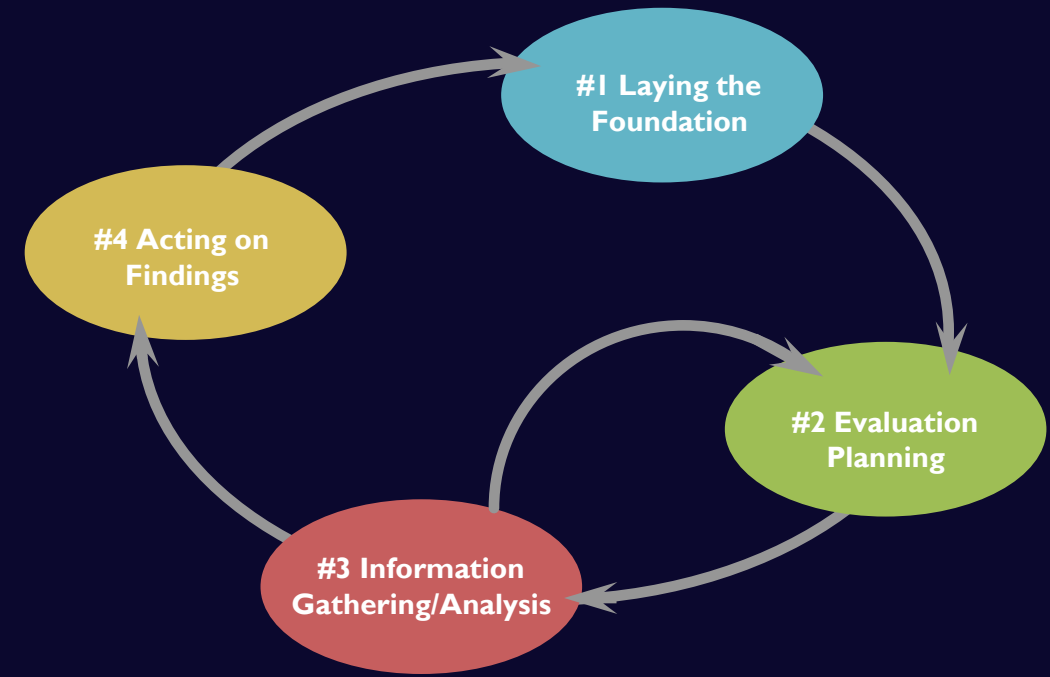 #1 Laying the
Foundation
#2 Evaluation
Planning
#3 Information
Gathering/Analysis
#4 Acting on
Findings